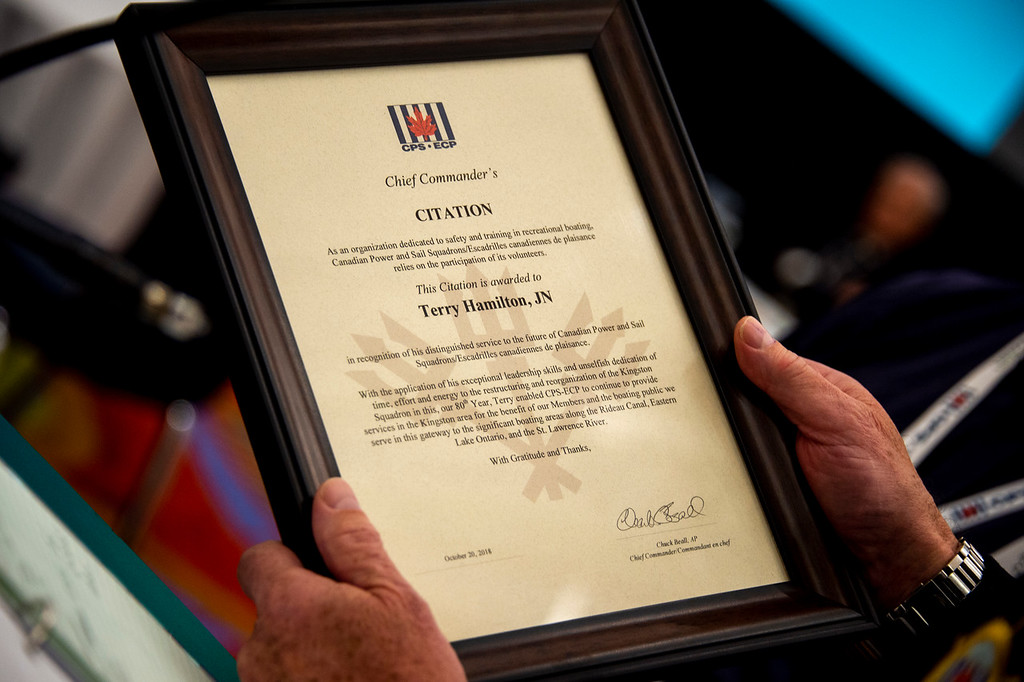 CPS • ECP
Chief Commander's
CITATION
As an organization dedicated to safety and training in recreational boating,
Canadian Power and Sail Squadrons/Escadrilles canadiennes de plaisance
relies on the participation of its volunteers.
This Citation is awarded to
Terry Hamilton, JN
in recognition of his distinguished service to the future of Canadian Power and Sail
Squadrons/Escadrilles canadiennes de plaisance.
With the application of his exceptional leadership skills and unselfish dedication of
time, effort and energy to the restructuring and reorganization of the Kingston
Squadron in this, our 80th Year, Terry enabled CPS-ECP to continue to provide
services in the Kingston area for the benefit of our Members and the boating public we
serve in this gateway to the significant boating areas along the Rideau Canal, Eastern
Lake Ontario, and the St. Lawrence River.
With Gratitude and Thanks,
October 20, 2018
Chuck Beall, AP
Chief Commander/Commandant en chef